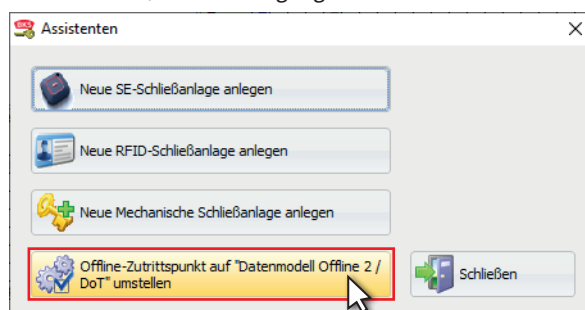 BKS
Assistenten
Neue SE-Schließanlage anlegen
Neue RFID-Schließanlage anlegen
Neue Mechanische Schließanlage anlegen
Offline-Zutrittspunkt auf "Datenmodell Offline 2 /
DoT" umstellen
Schließen